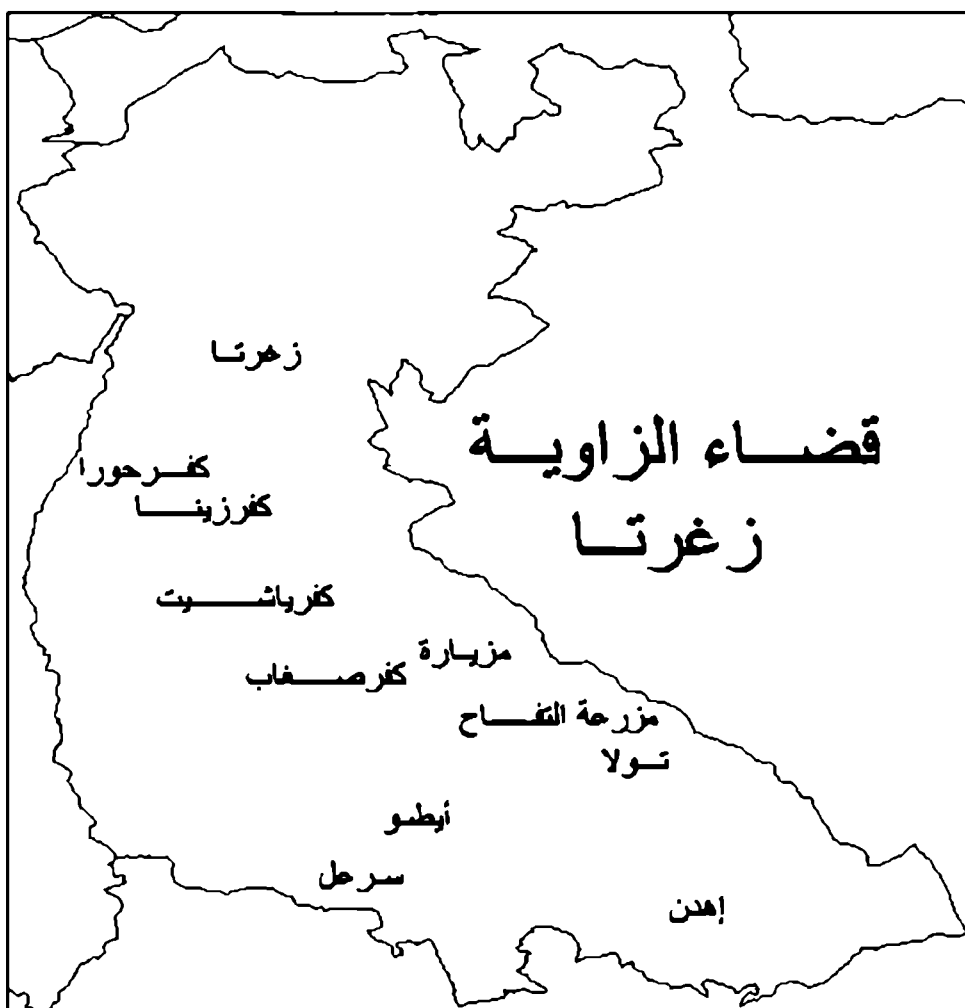 زغرتا
قضاء الزاوية
زغرتا
كفرحورا
كفرزينا
كفرياشيت
مزيارة
كفرصغاب
مزرعة التفاح
تولا
أيطو
سرعل
إهدن